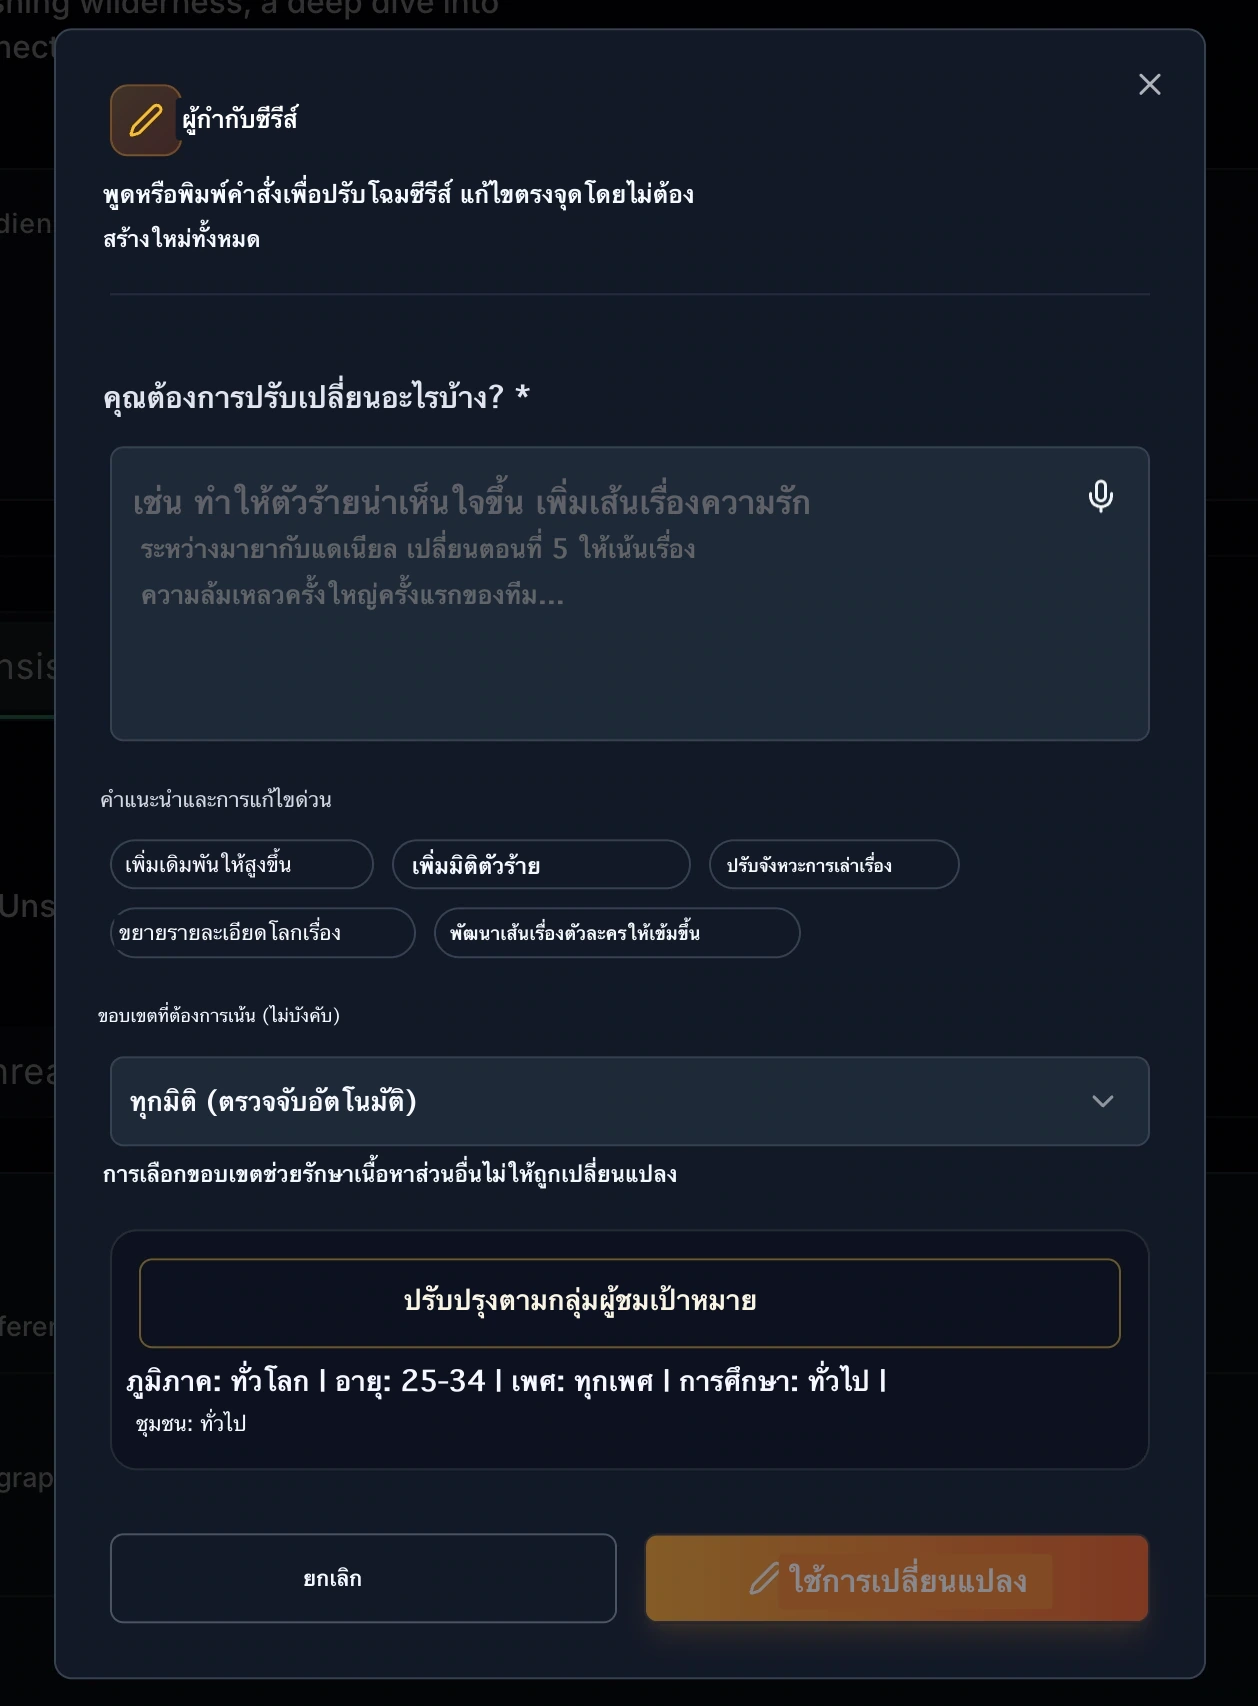 shing wilderness, a deep dive into
nect
ผู้กำกับซีรีส์
พูดหรือพิมพ์คำสั่งเพื่อปรับโฉมซีรีส์ แก้ไขตรงจุดโดยไม่ต้อง
สร้างใหม่ทั้งหมด
dien
คุณต้องการปรับเปลี่ยนอะไรบ้าง? *
เช่น ทำให้ตัวร้ายน่าเห็นใจขึ้น เพิ่มเส้นเรื่องความรัก
ระหว่างมายากับแดเนียล เปลี่ยนตอนที่ 5 ให้เน้นเรื่อง
ความล้มเหลวครั้งใหญ่ครั้งแรกของทีม...
nsis
คำแนะนำและการแก้ไขด่วน
เพิ่มเดิมพันให้สูงขึ้น
เพิ่มมิติตัวร้าย
ปรับจังหวะการเล่าเรื่อง
Uns
ขยายรายละเอียดโลกเรื่อง
พัฒนาเส้นเรื่องตัวละครให้เข้มขึ้น
ขอบเขตที่ต้องการเน้น (ไม่บังคับ)
hrea
ทุกมิติ (ตรวจจับอัตโนมัติ)
การเลือกขอบเขตช่วยรักษาเนื้อหาส่วนอื่นไม่ให้ถูกเปลี่ยนแปลง
ปรับปรุงตามกลุ่มผู้ชมเป้าหมาย
feren
ภูมิภาค: ทั่วโลก | อายุ: 25-34 | เพศ: ทุกเพศ | การศึกษา: ทั่วไป |
ชุมชน: ทั่วไป
grap
ยกเลิก
ใช้การเปลี่ยนแปลง